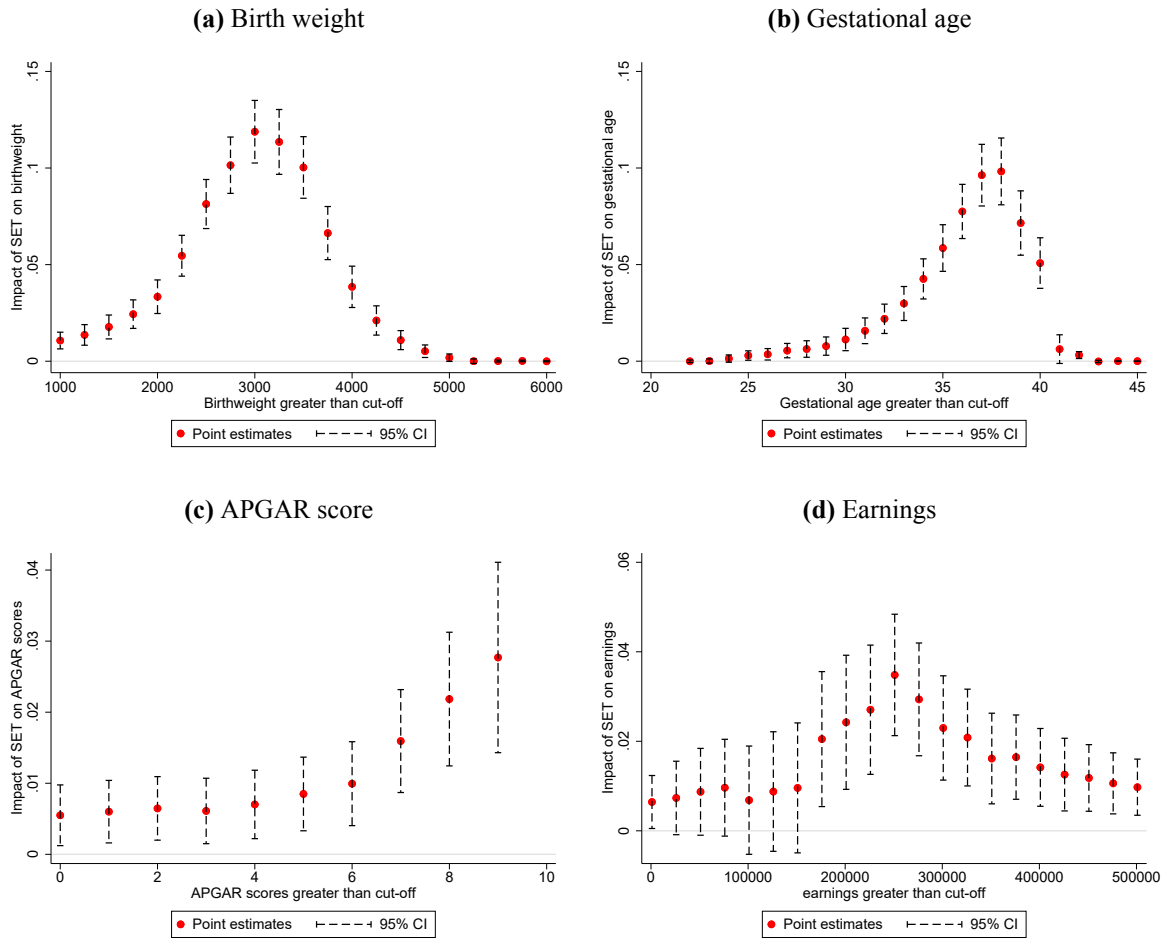 (a) Birth weight
Impact of SET on birthweight
.15
.1
.05
0
1000 2000 3000 4000 5000 6000
Birthweight greater than cut-off
Point estimates 95% CI
(b) Gestational age
Impact of SET on gestational age
.15
.1
.05
0
20 25 30 35 40 45
Gestational age greater than cut-off
Point estimates 95% CI
(c) APGAR score
Impact of SET on APGAR scores
.04
.03
.02
.01
0
0 2 4 6 8 10
APGAR scores greater than cut-off
Point estimates 95% CI
(d) Earnings
Impact of SET on earnings
.06
.04
.02
0
0 100000 200000 300000 400000 500000
earnings greater than cut-off
Point estimates 95% CI